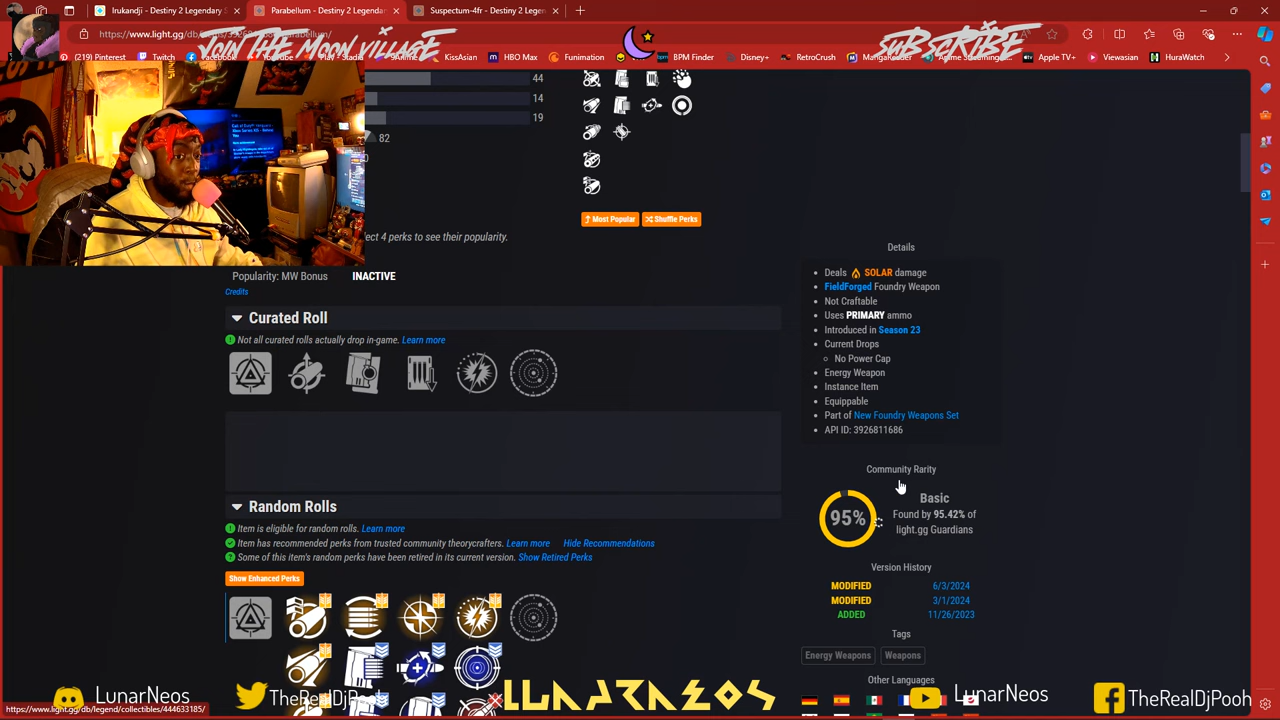 Irukandji - Destiny 2 Legendary
Parabellum - Destiny 2 Legendar
Suspectum-4fr - Destiny 2 Legen
https://www.light.gg/db/
JOIN THE MOON VILLAGE
SUBSCRIBE
(219) Pinterest
Twitch
Facebook
KissAsian
HBO Max
Funimation
BPM Finder
Disney+
RetroCrush
MangaReader
Apple TV+
Viewasian
HuraWatch
44
14
19
82
Most Popular
Shuffle Perks
ect 4 perks to see their popularity.
Popularity: MW Bonus INACTIVE
Credits
Curated Roll
Not all curated rolls actually drop in-game. Learn more
Random Rolls
Item is eligible for random rolls. Learn more
Item has recommended perks from trusted community theorycrafters. Learn more Hide Recommendations
Some of this item's random perks have been retired in its current version. Show Retired Perks
Show Enhanced Perks
Details
Deals SOLAR damage
FieldForged Foundry Weapon
Not Craftable
Uses PRIMARY ammo
Introduced in Season 23
Current Drops
No Power Cap
Energy Weapon
Instance Item
Equippable
Part of New Foundry Weapons Set
API ID: 3926811686
Community Rarity
95%
Basic
Found by 95.42% of
light.gg Guardians
Version History
MODIFIED 6/3/2024
MODIFIED 3/1/2024
ADDED 11/26/2023
Tags
Energy Weapons
Weapons
Other Languages
LunarNeos
TheRealDjPooh
LUNARNEOS
LunarNeos
TheRealDjPooh
https://www.light.gg/db/legend/collectibles/444633185/